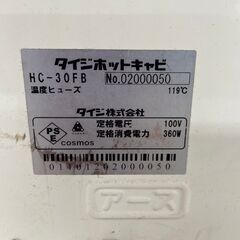 タイジホットキャビ
HC-30FB No.02000050
温度ヒューズ 119℃
タイジ株式会社
PSE
定格電圧 100V
定格消費電力 360W
cosmos
01401202000050
アース